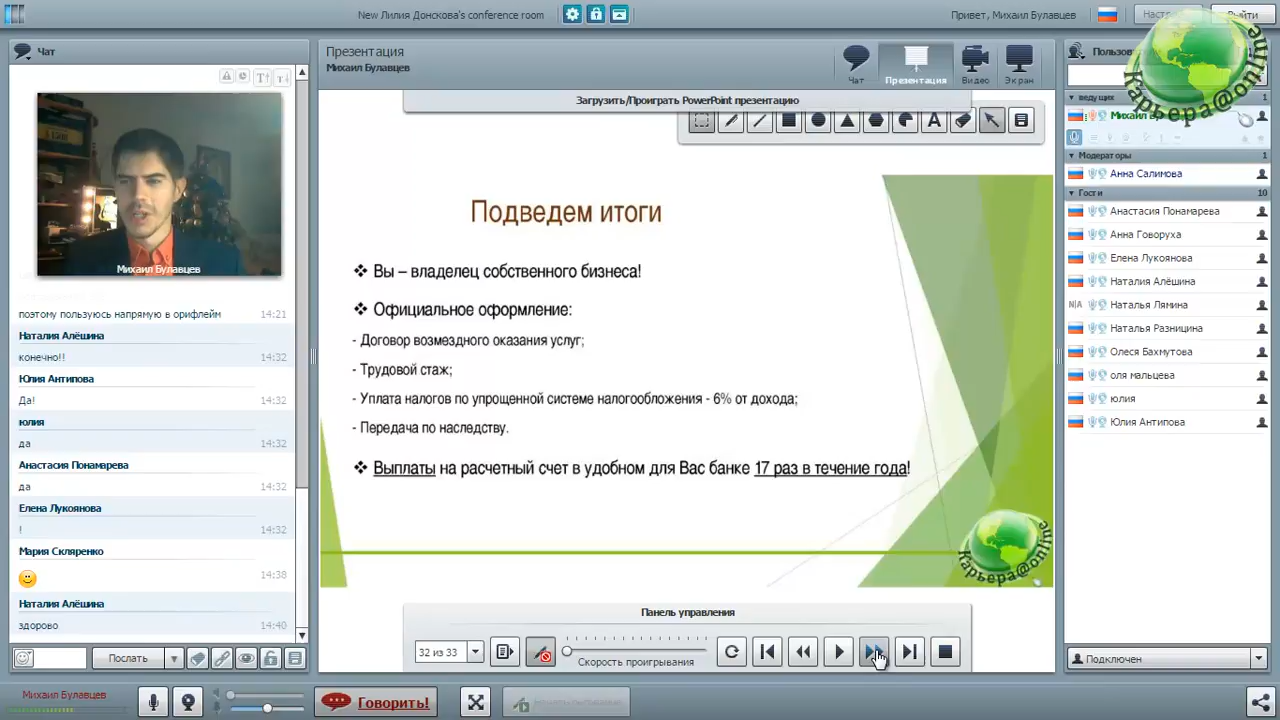 New Лилия Донскова's conference room
Привет, Михаил Булавцев
Выйти
Чат
Михаил Булавцев
поэтому пользуюсь напрямую в орифлейм 14:21
Наталия Алёшина
конечно!! 14:32
Юлия Антипова
Да! 14:32
юлия
да 14:32
Анастасия Понамарева
да 14:32
Елена Лукоянова
! 14:32
Мария Скляренко
14:38
Наталия Алёшина
здорово 14:40
Послать
Презентация
Михаил Булавцев
Чат
Презентация
Видео
Экран
Загрузить/Проиграть PowerPoint презентацию
Подведем итоги
❖ Вы – владелец собственного бизнеса!
❖ Официальное оформление:
- Договор возмездного оказания услуг;
- Трудовой стаж;
- Уплата налогов по упрощенной системе налогообложения - 6% от дохода;
- Передача по наследству.
❖ Выплаты на расчетный счет в удобном для Вас банке 17 раз в течение года!
Карьера@online
Панель управления
32 из 33
Скорость проигрывания
Карьера@online
ведущих 1
Михаил
Модераторы 1
Анна Салимова
Гости 10
Анастасия Понамарева
Анна Говоруха
Елена Лукоянова
Наталия Алёшина
N/A Наталья Лямина
Наталья Разницина
Олеся Бахмутова
оля мальцева
юлия
Юлия Антипова
Подключен
Михаил Булавцев
Говорить!